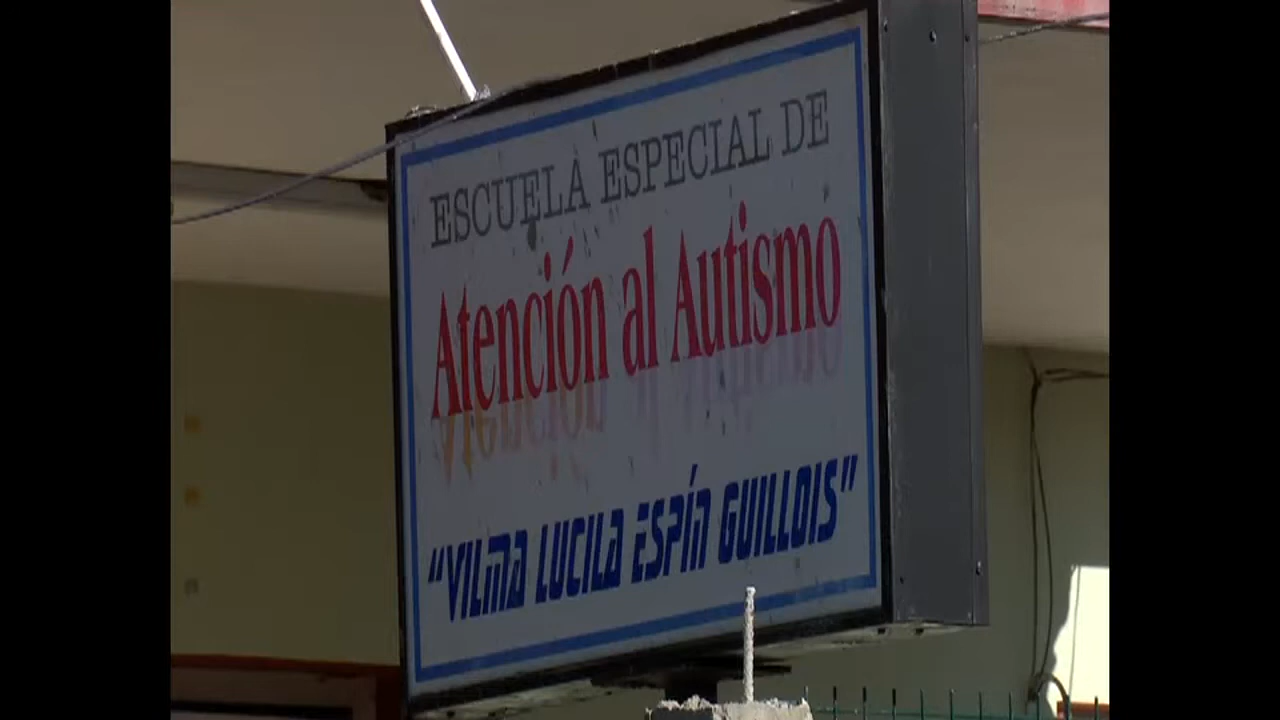 ESCUELA ESPECIAL DE
Atención al Autismo
"VILMA LUCILA ESPÍN GUILLOIS"